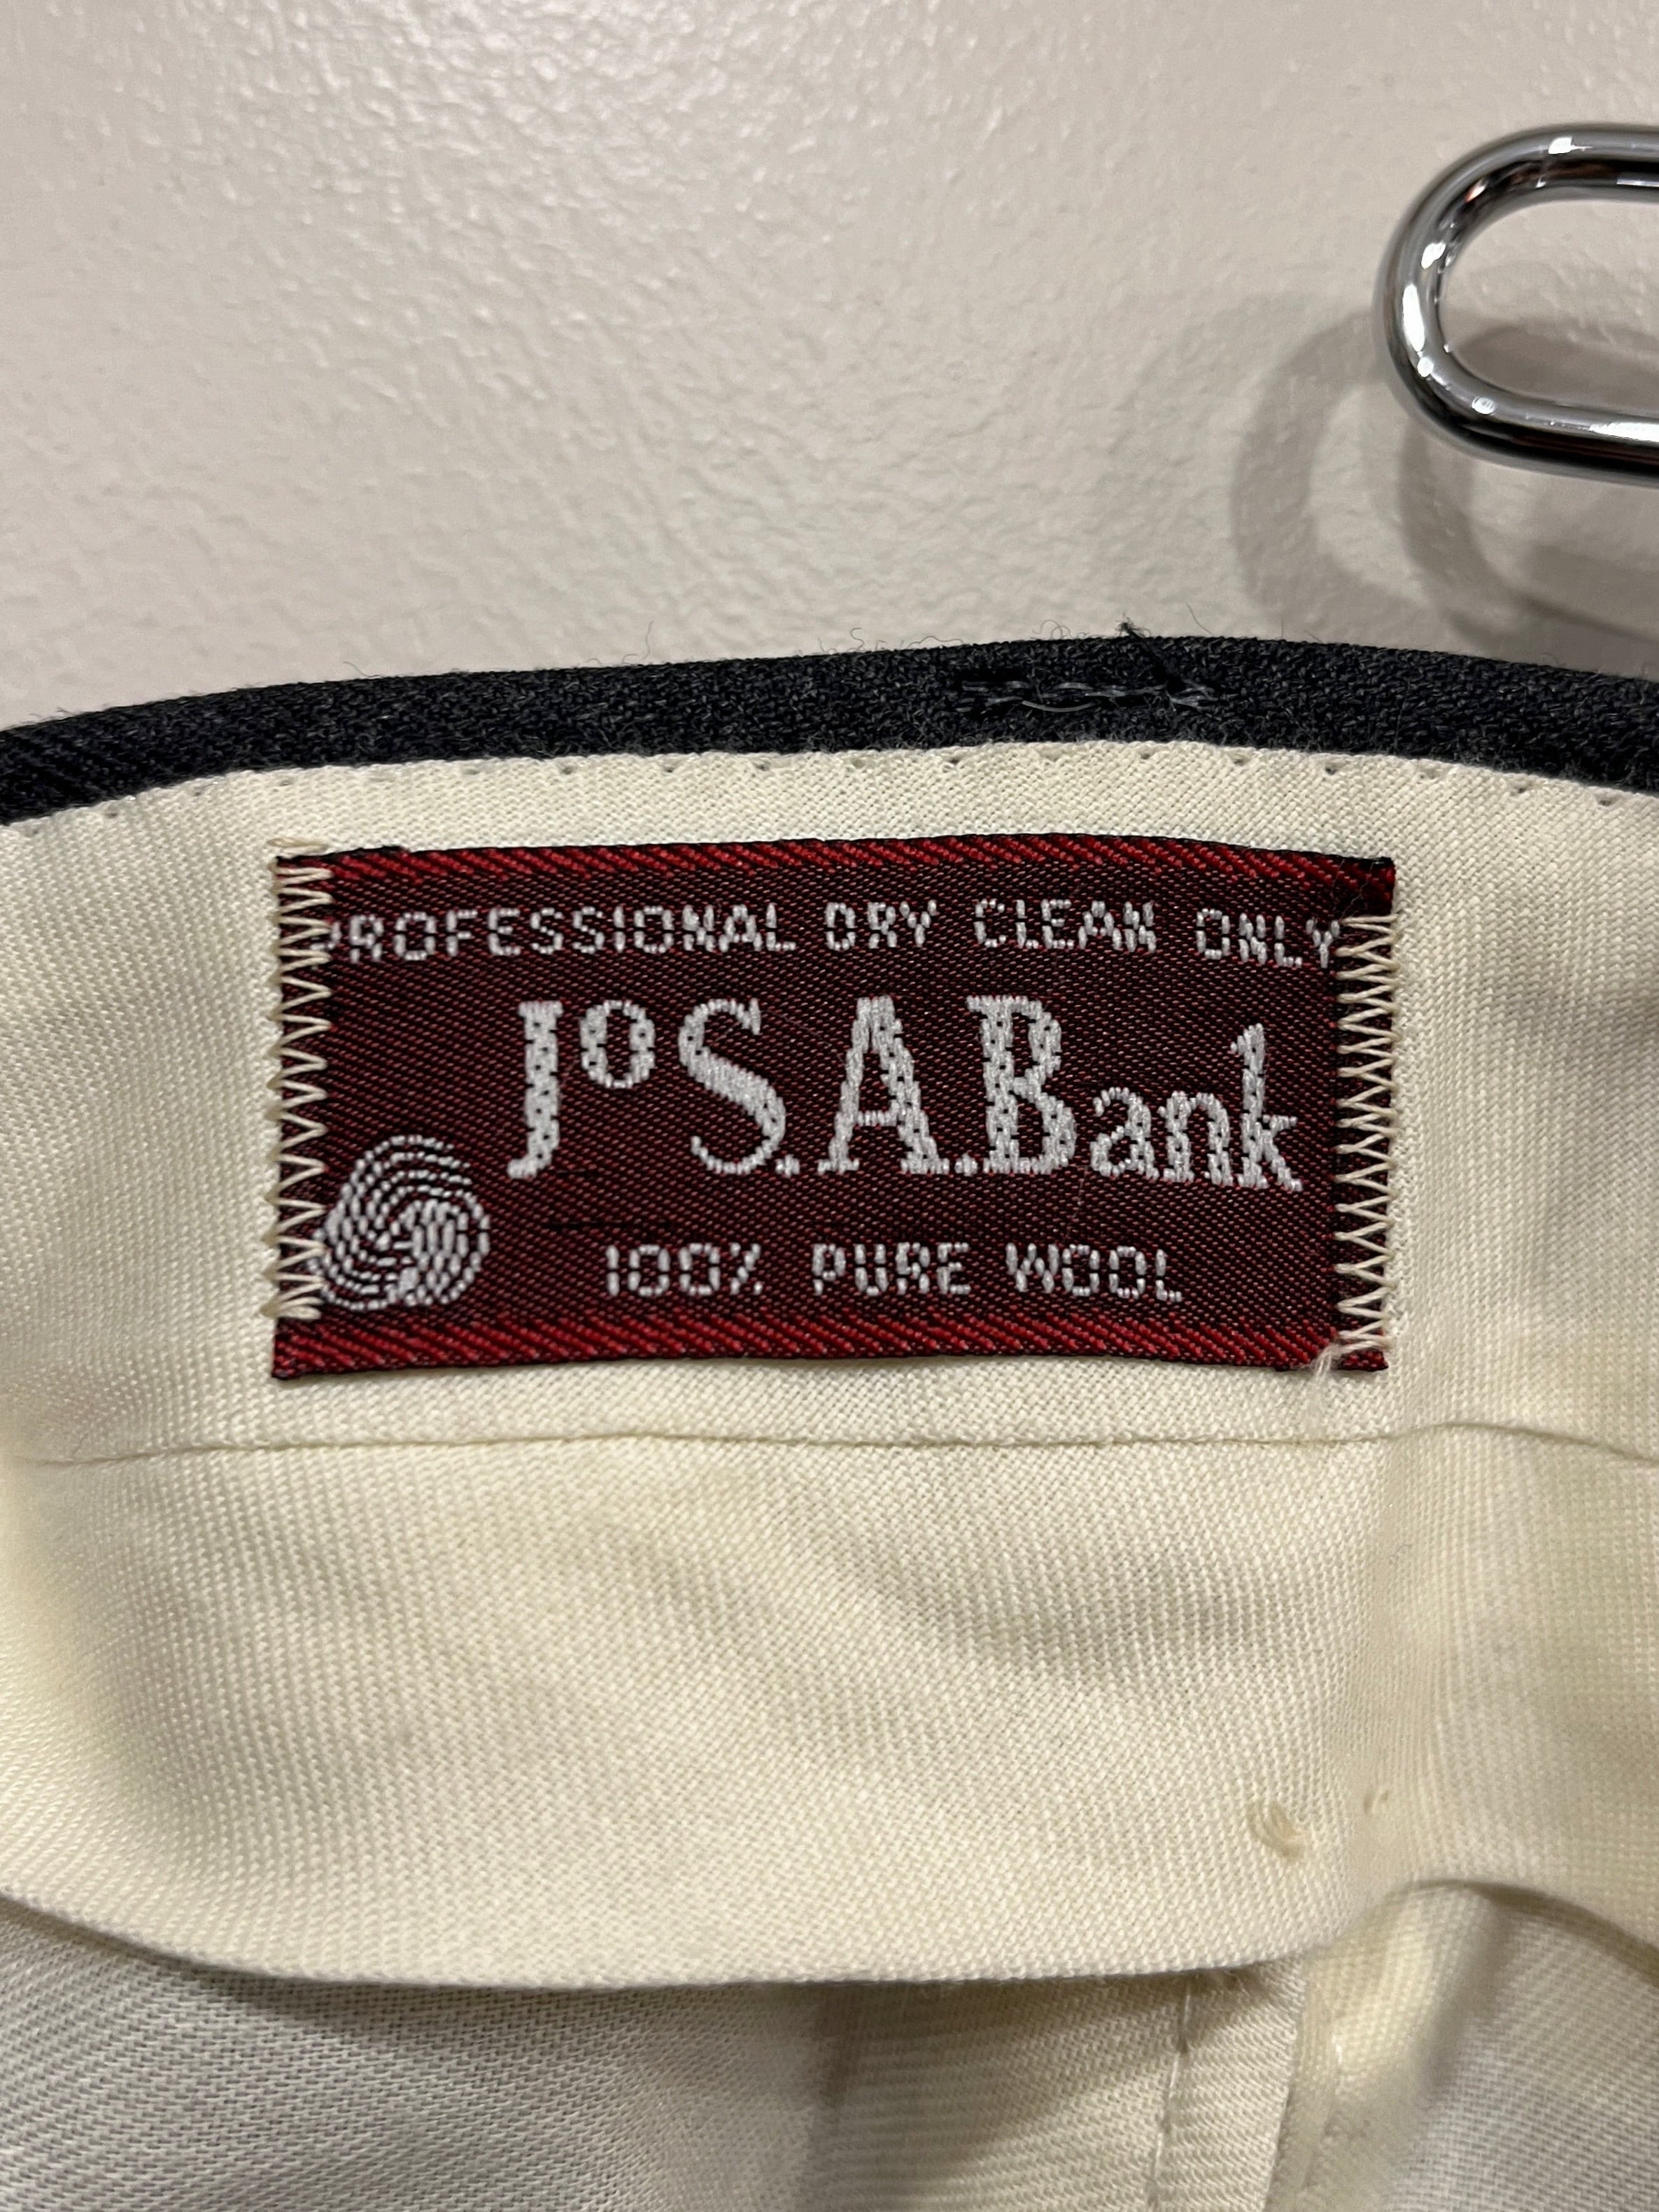 PROFESSIONAL DRY CLEAN ONLY
JoS.A.Bank
100% PURE WOOL